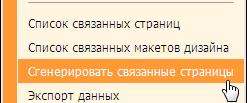 Список связанных страниц
Список связанных макетов дизайна
Сгенерировать связанные страницы
Экспорт данных